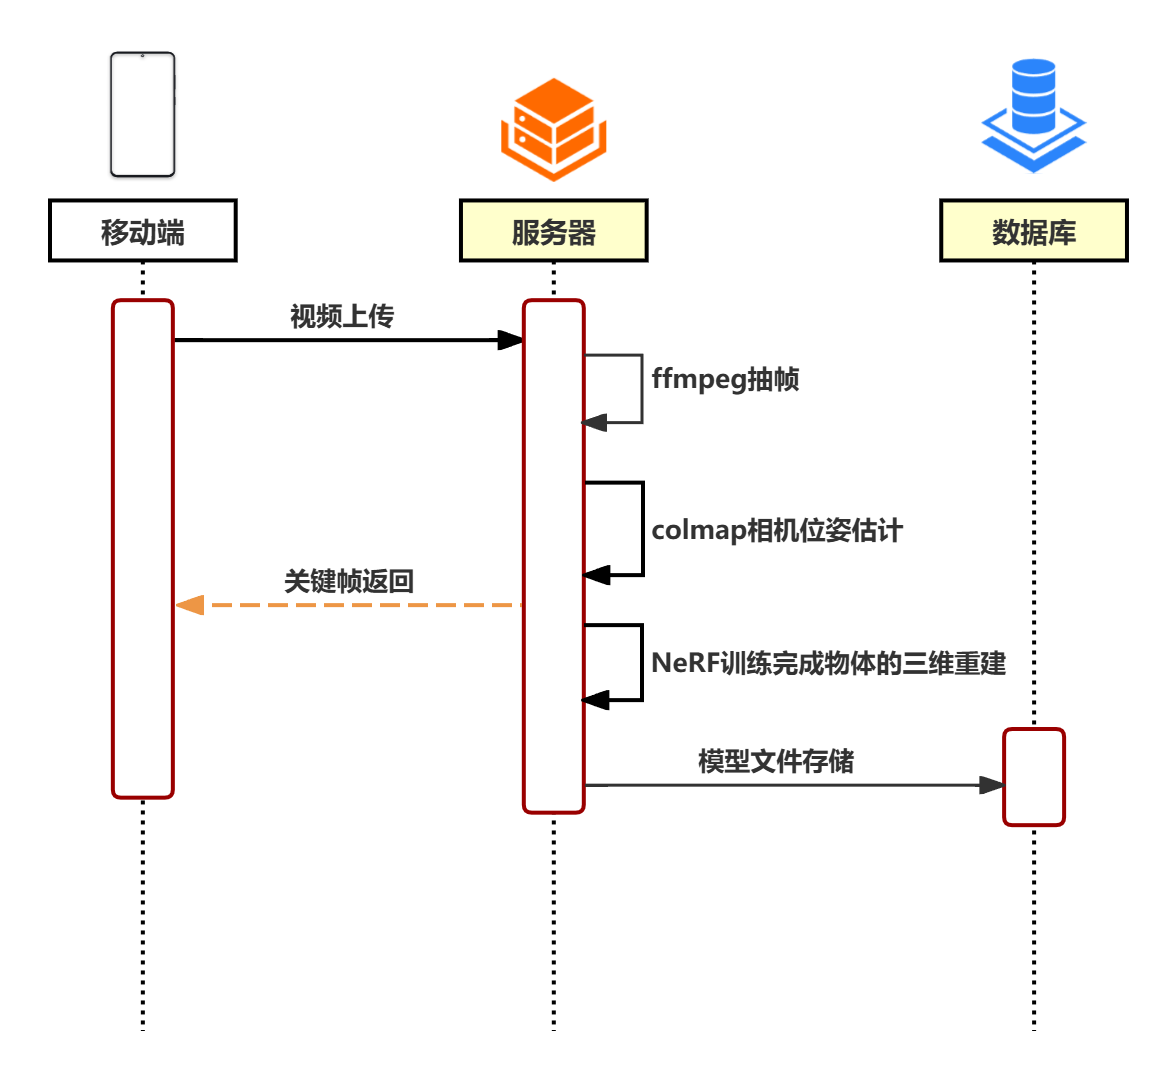 移动端
服务器
数据库
视频上传
ffmpeg抽帧
colmap相机位姿估计
关键帧返回
NeRF训练完成物体的三维重建
模型文件存储